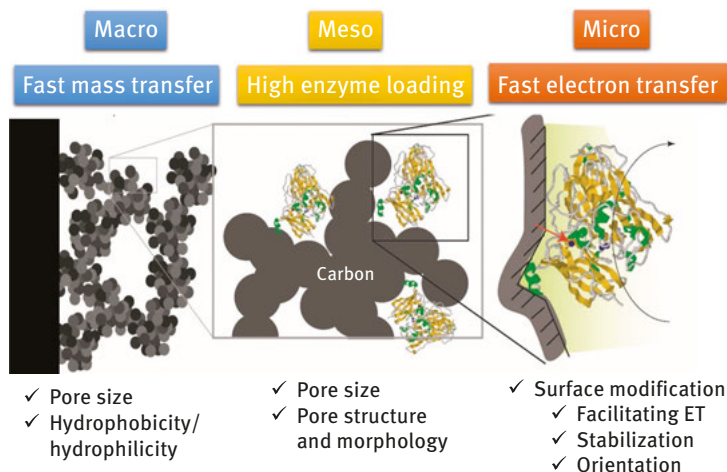 Macro
Meso
Micro
Fast mass transfer
High enzyme loading
Fast electron transfer
Carbon
✓ Pore size
✓ Hydrophobicity/
hydrophilicity
✓ Pore size
✓ Pore structure
and morphology
✓ Surface modification
✓ Facilitating ET
✓ Stabilization
✓ Orientation